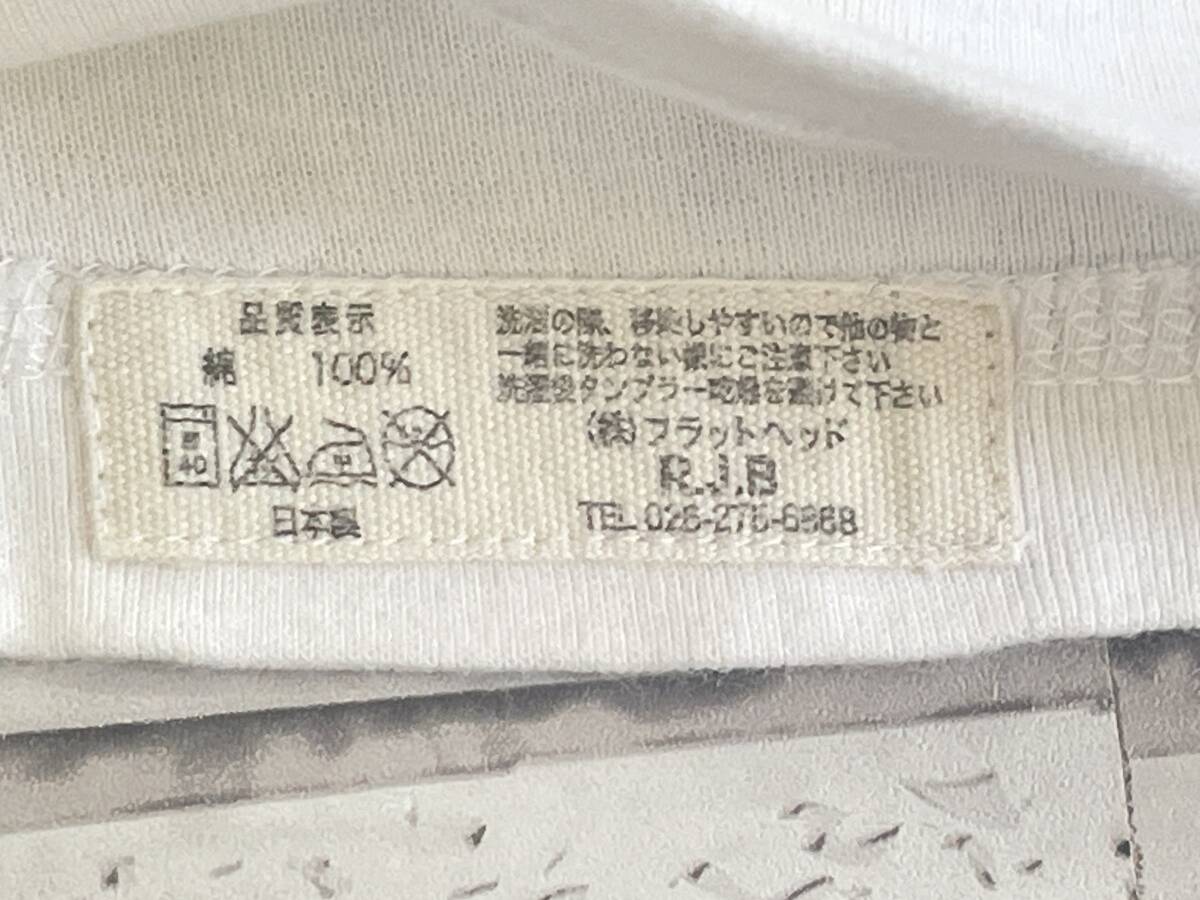 品質表示
綿 100%
40
日本製
洗濯の際、移染しやすいので他の物と
一緒に洗わない様にご注意下さい
洗濯後タンブラー乾燥を避けて下さい
(株)フラットヘッド
R.J.B
TEL